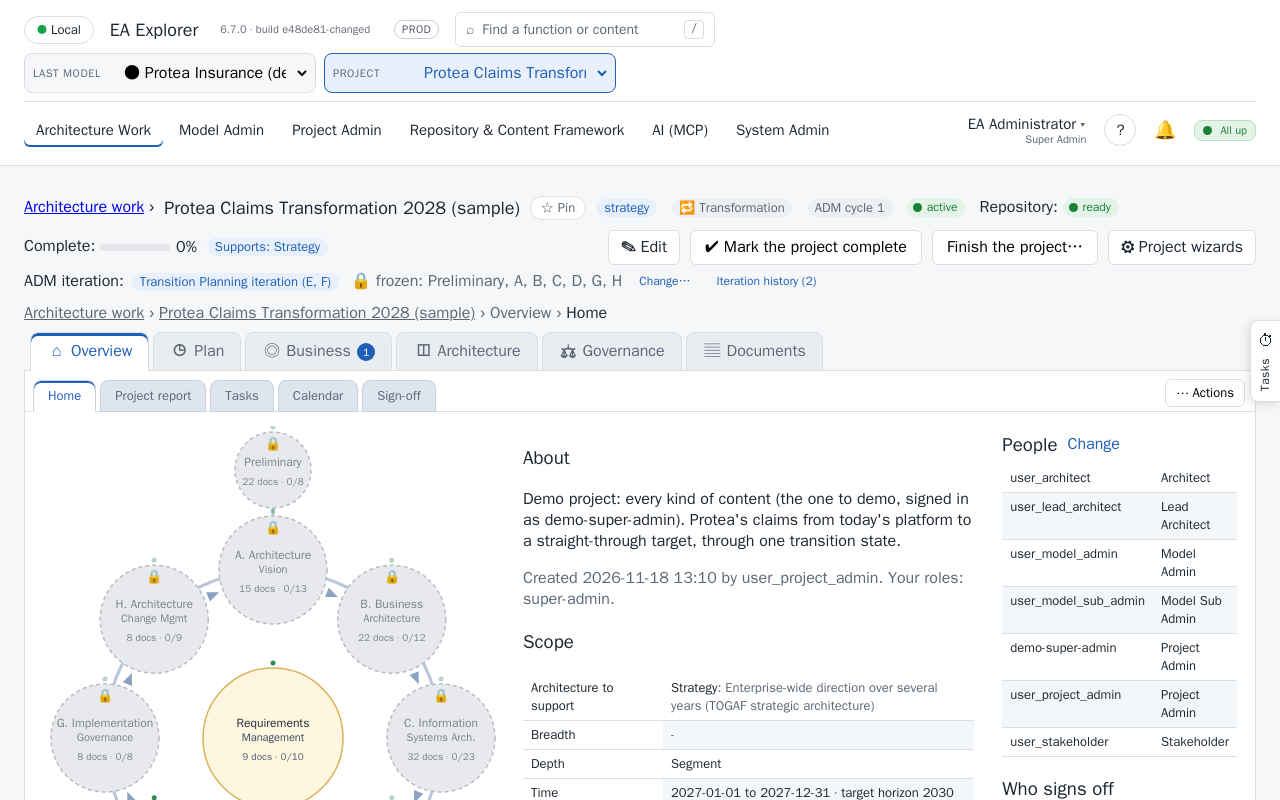 Local EA Explorer 6.7.0 · build e48de81-changed PROD Find a function or content /
LAST MODEL Protea Insurance (de PROJECT Protea Claims Transforı
Architecture Work Model Admin Project Admin Repository & Content Framework AI (MCP) System Admin EA Administrator ? All up
Super Admin
Architecture work › Protea Claims Transformation 2028 (sample) ☆ Pin strategy 🔁 Transformation ADM cycle 1 active Repository: ready
Complete: 0% Supports: Strategy ✎ Edit ✔ Mark the project complete Finish the project··· ⚙ Project wizards
ADM iteration: Transition Planning iteration (E, F) 🔒 frozen: Preliminary, A, B, C, D, G, H Change··· Iteration history (2)
Architecture work › Protea Claims Transformation 2028 (sample) › Overview › Home
Overview Plan Business 1 Architecture Governance Documents
Tasks
Home Project report Tasks Calendar Sign-off ··· Actions
Preliminary
22 docs · 0/8
A. Architecture
Vision
15 docs · 0/13
H. Architecture
Change Mgmt
8 docs · 0/9
B. Business
Architecture
22 docs · 0/12
G. Implementation
Governance
8 docs · 0/8
Requirements
Management
9 docs · 0/10
C. Information
Systems Arch.
32 docs · 0/23
About
Demo project: every kind of content (the one to demo, signed in
as demo-super-admin). Protea's claims from today's platform to
a straight-through target, through one transition state.
Created 2026-11-18 13:10 by user_project_admin. Your roles:
super-admin.
Scope
Architecture to support Strategy: Enterprise-wide direction over several
years (TOGAF strategic architecture)
Breadth -
Depth Segment
Time 2027-01-01 to 2027-12-31 · target horizon 2030
People Change
user_architect Architect
user_lead_architect Lead Architect
user_model_admin Model Admin
user_model_sub_admin Model Sub Admin
demo-super-admin Project Admin
user_project_admin Project Admin
user_stakeholder Stakeholder
Who signs off